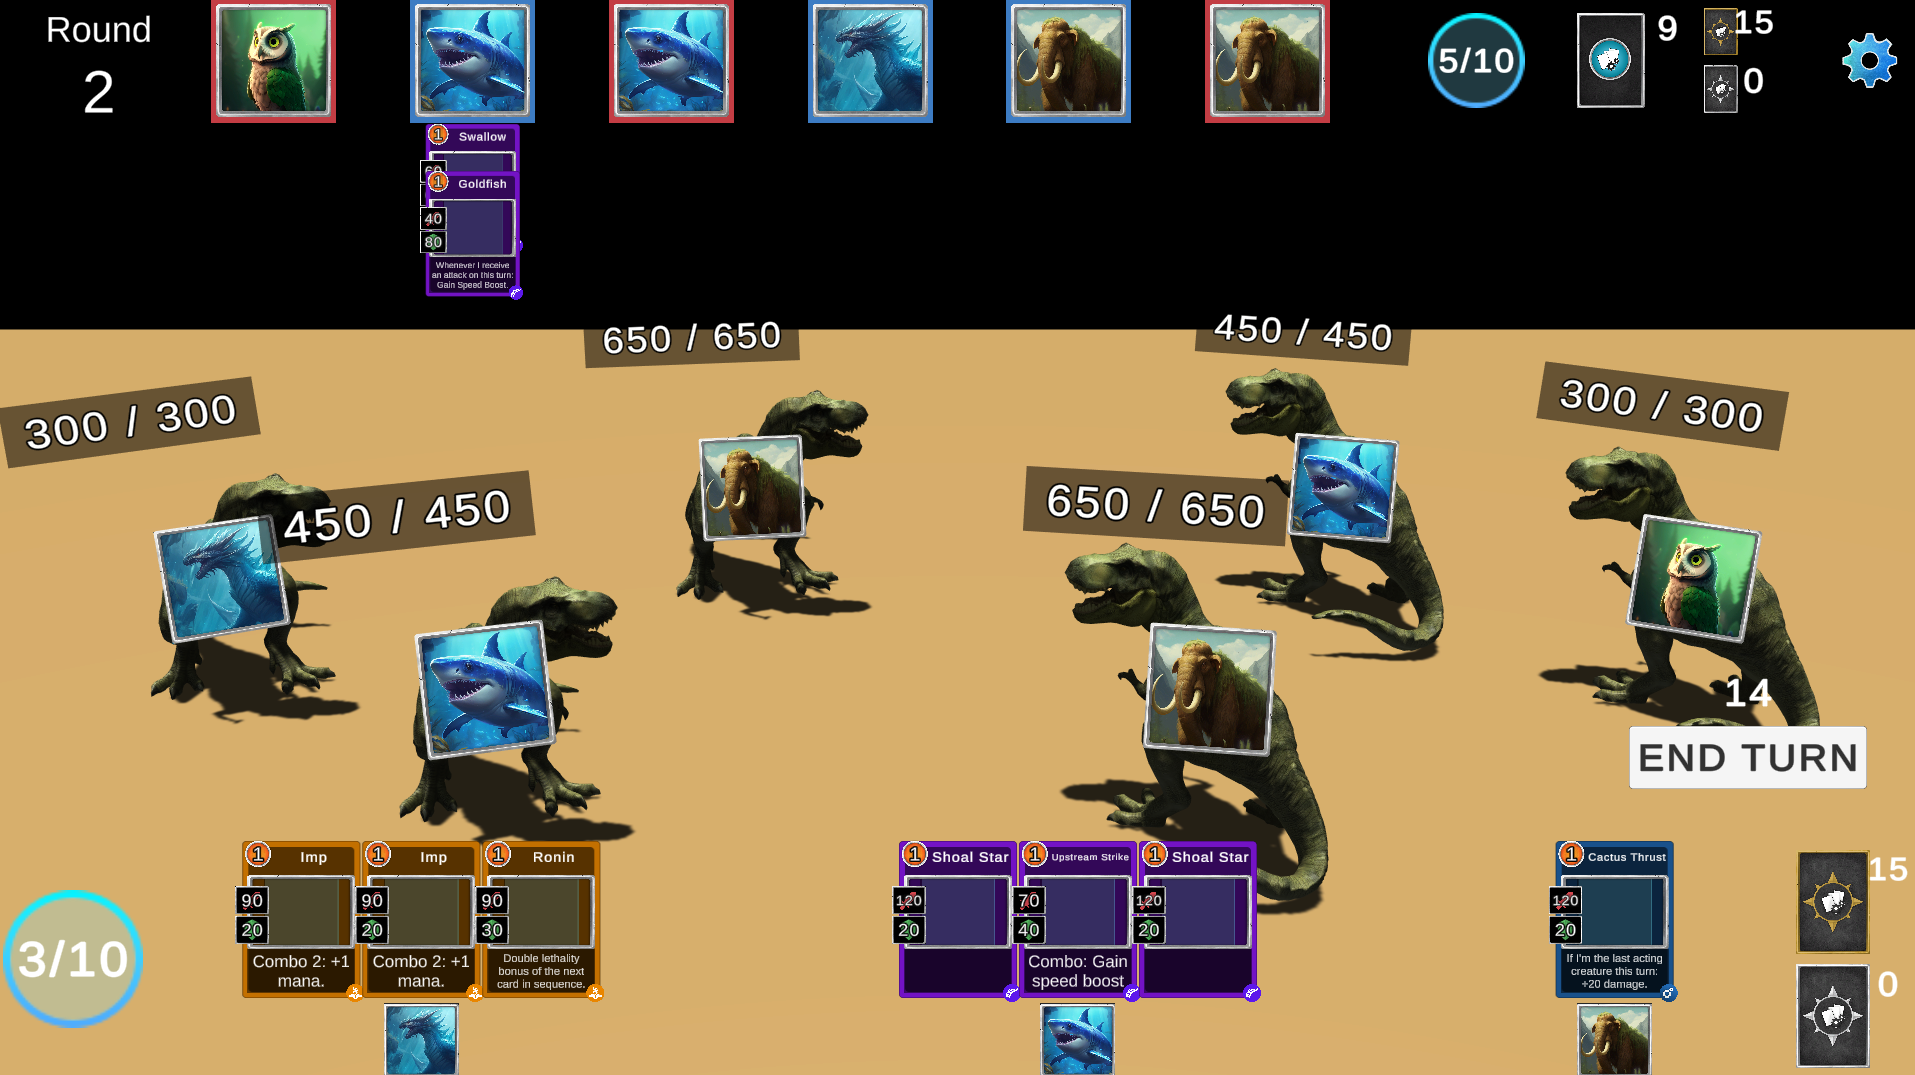 Round
2
5/10
9
15
0
1 Swallow
1 Goldfish
40
80
Whenever I receive
an attack on this turn:
Gain Speed Boost.
650 / 650
450 / 450
300 / 300
300 / 300
450 / 450
650 / 650
14
END TURN
1 Imp
90
20
Combo 2: +1
mana.
1 Imp
90
20
Combo 2: +1
mana.
1 Ronin
90
30
Double lethality
bonus of the next
card in sequence.
1 Shoal Star
120
20
1 Upstream Strike
70
40
Combo: Gain
speed boost
1 Shoal Star
120
20
1 Cactus Thrust
120
20
If I'm the last acting
creature this turn:
+20 damage.
3/10
15
0